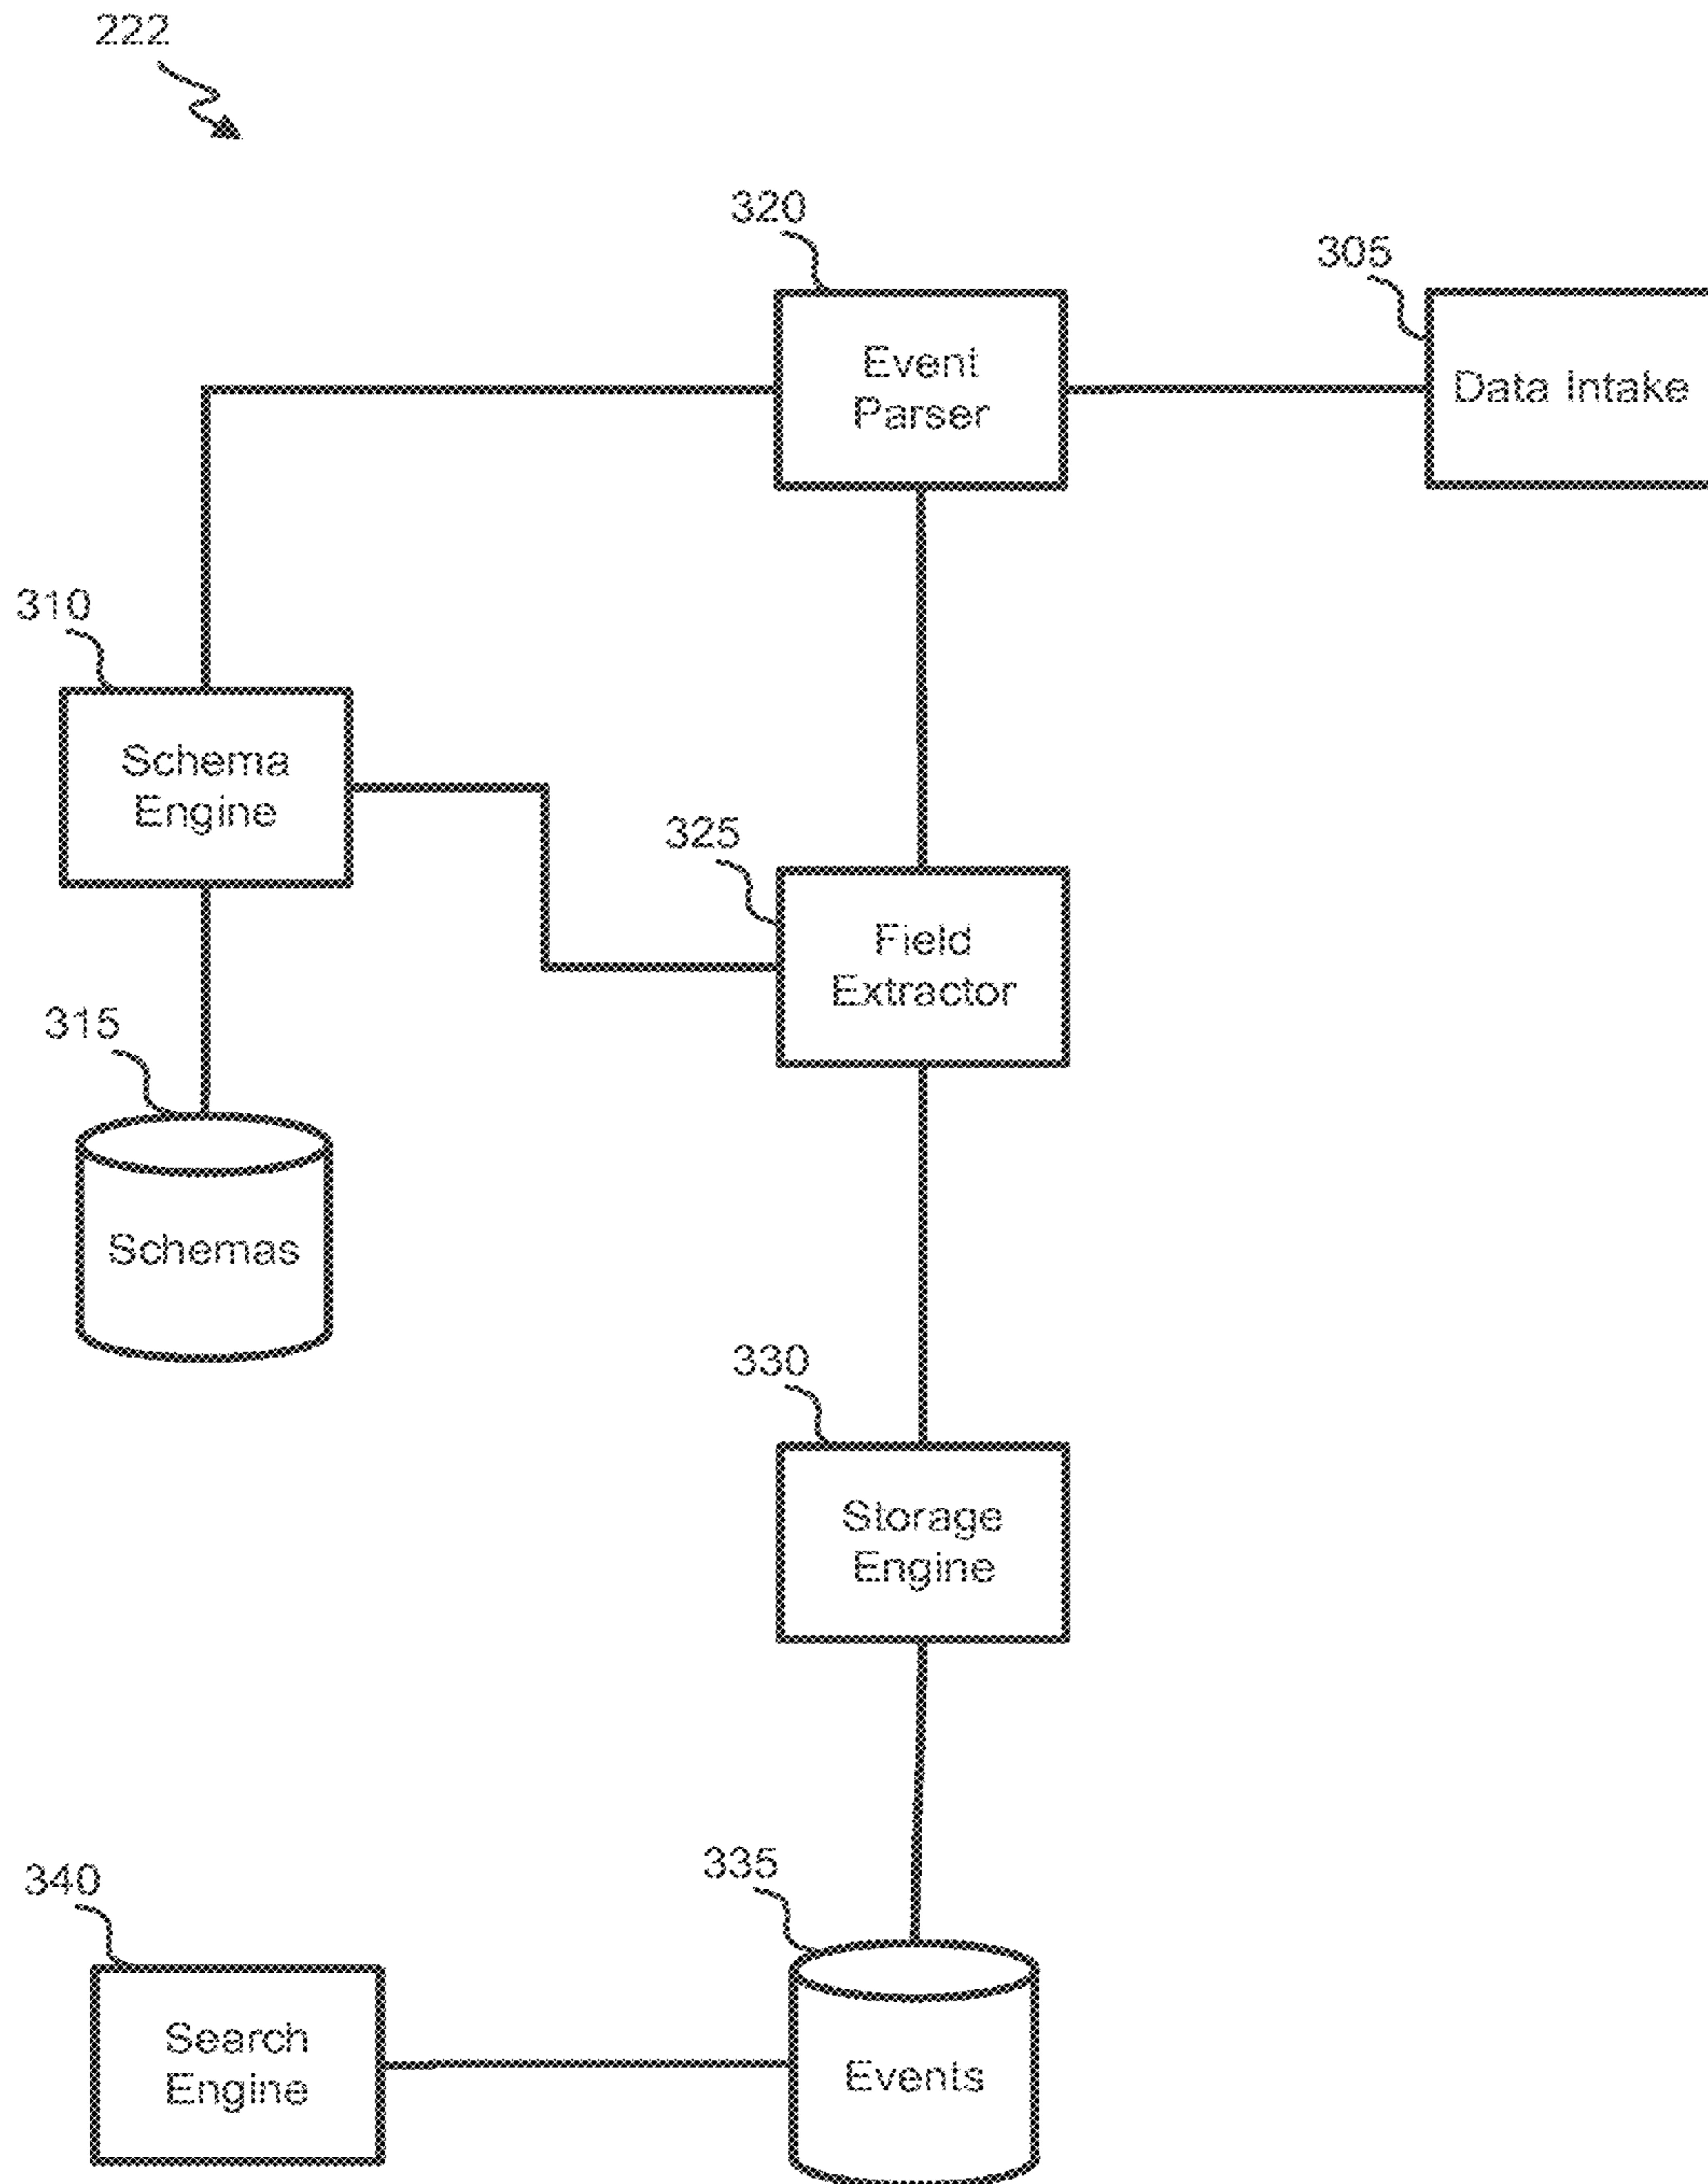 222
320
305
Event
Parser
Data Intake
310
Schema
Engine
325
Field
Extractor
315
Schemas
330
Storage
Engine
340
335
Search
Engine
Events